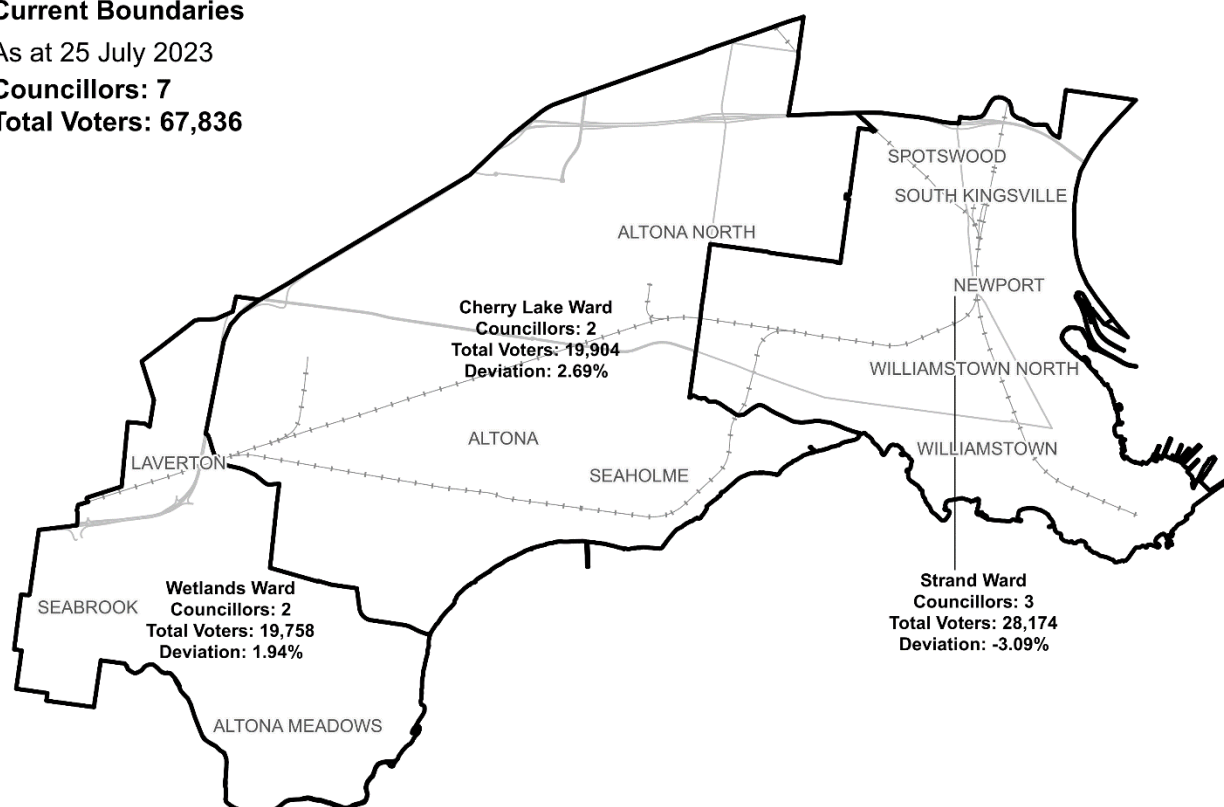 Current Boundaries
As at 25 July 2023
Councillors: 7
Total Voters: 67,836
SPOTSWOOD
SOUTH KINGSVILLE
ALTONA NORTH
NEWPORT
Cherry Lake Ward
Councillors: 2
Total Voters: 19,904
Deviation: 2.69%
WILLIAMSTOWN NORTH
ALTONA
WILLIAMSTOWN
LAVERTON
SEAHOLME
Wetlands Ward
Councillors: 2
Total Voters: 19,758
Deviation: 1.94%
SEABROOK
Strand Ward
Councillors: 3
Total Voters: 28,174
Deviation: -3.09%
ALTONA MEADOWS